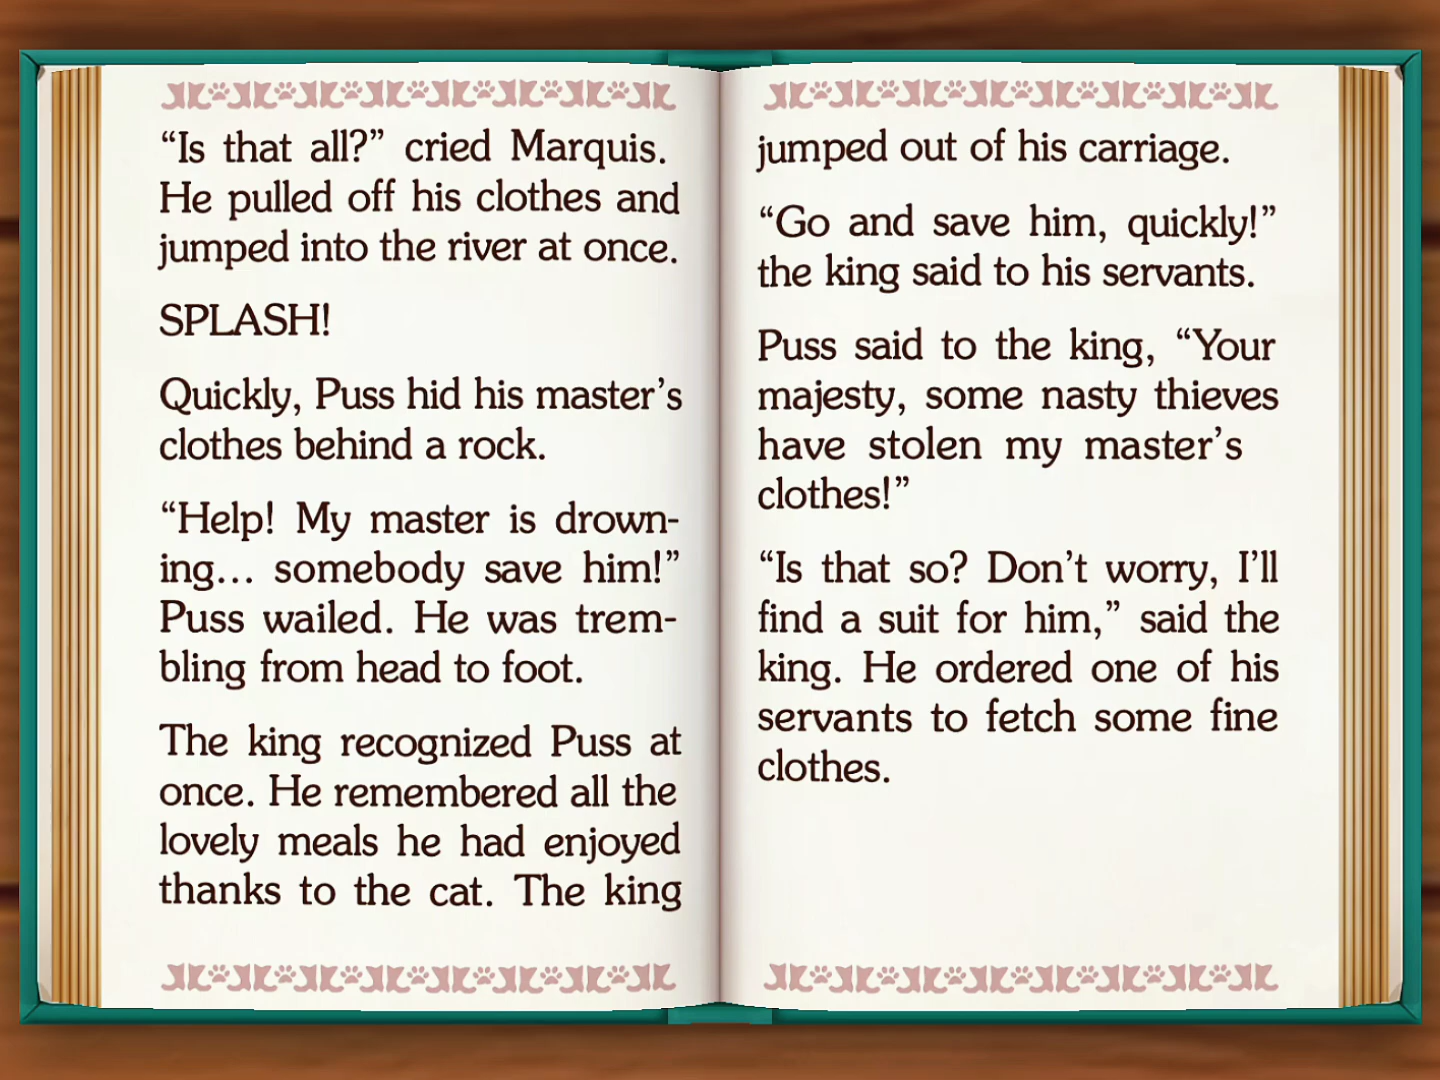 “Is that all?” cried Marquis.
He pulled off his clothes and
jumped into the river at once.
SPLASH!
Quickly, Puss hid his master’s
clothes behind a rock.
“Help! My master is drown-
ing... somebody save him!”
Puss wailed. He was trem-
bling from head to foot.
The king recognized Puss at
once. He remembered all the
lovely meals he had enjoyed
thanks to the cat. The king
jumped out of his carriage.
“Go and save him, quickly!”
the king said to his servants.
Puss said to the king, “Your
majesty, some nasty thieves
have stolen my master’s
clothes!”
“Is that so? Don’t worry, I’ll
find a suit for him,” said the
king. He ordered one of his
servants to fetch some fine
clothes.